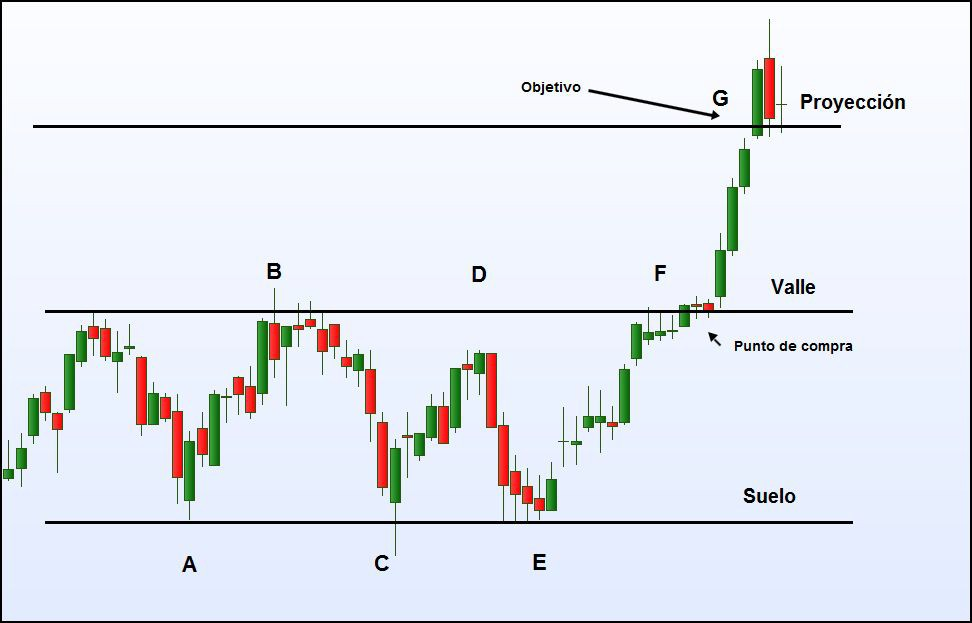 Objetivo
G
Proyección
B
D
F
Valle
Punto de compra
Suelo
A
C
E